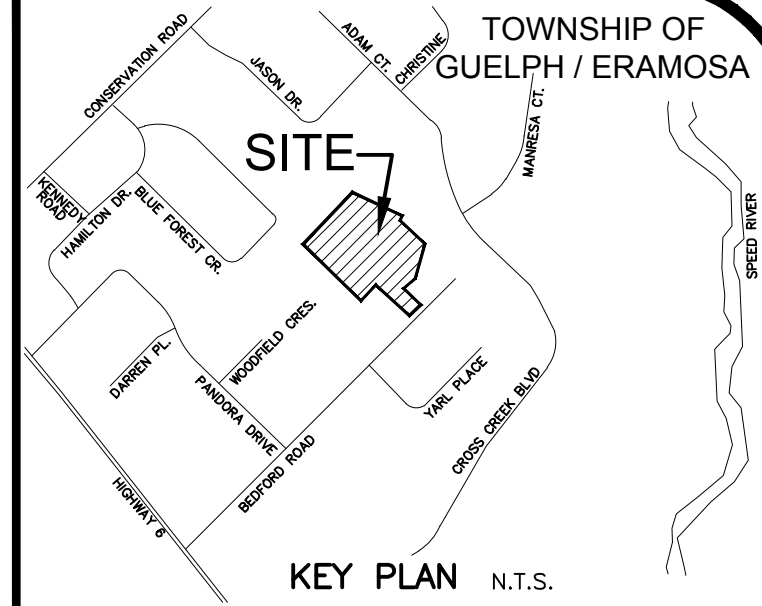 TOWNSHIP OF
GUELPH / ERAMOSA
CONSERVATION ROAD
ADAM CT.
CHRISTINE
JASON DR.
MANRESA CT.
SITE
KENNEDY
ROAD
HAMILTON DR.
BLUE FOREST CR.
SPEED RIVER
WOODFIELD CRES.
DARREN PL.
PANDORA DRIVE
YARL PLACE
CROSS CREEK BLVD
BEDFORD ROAD
HIGHWAY 6
KEY PLAN N.T.S.